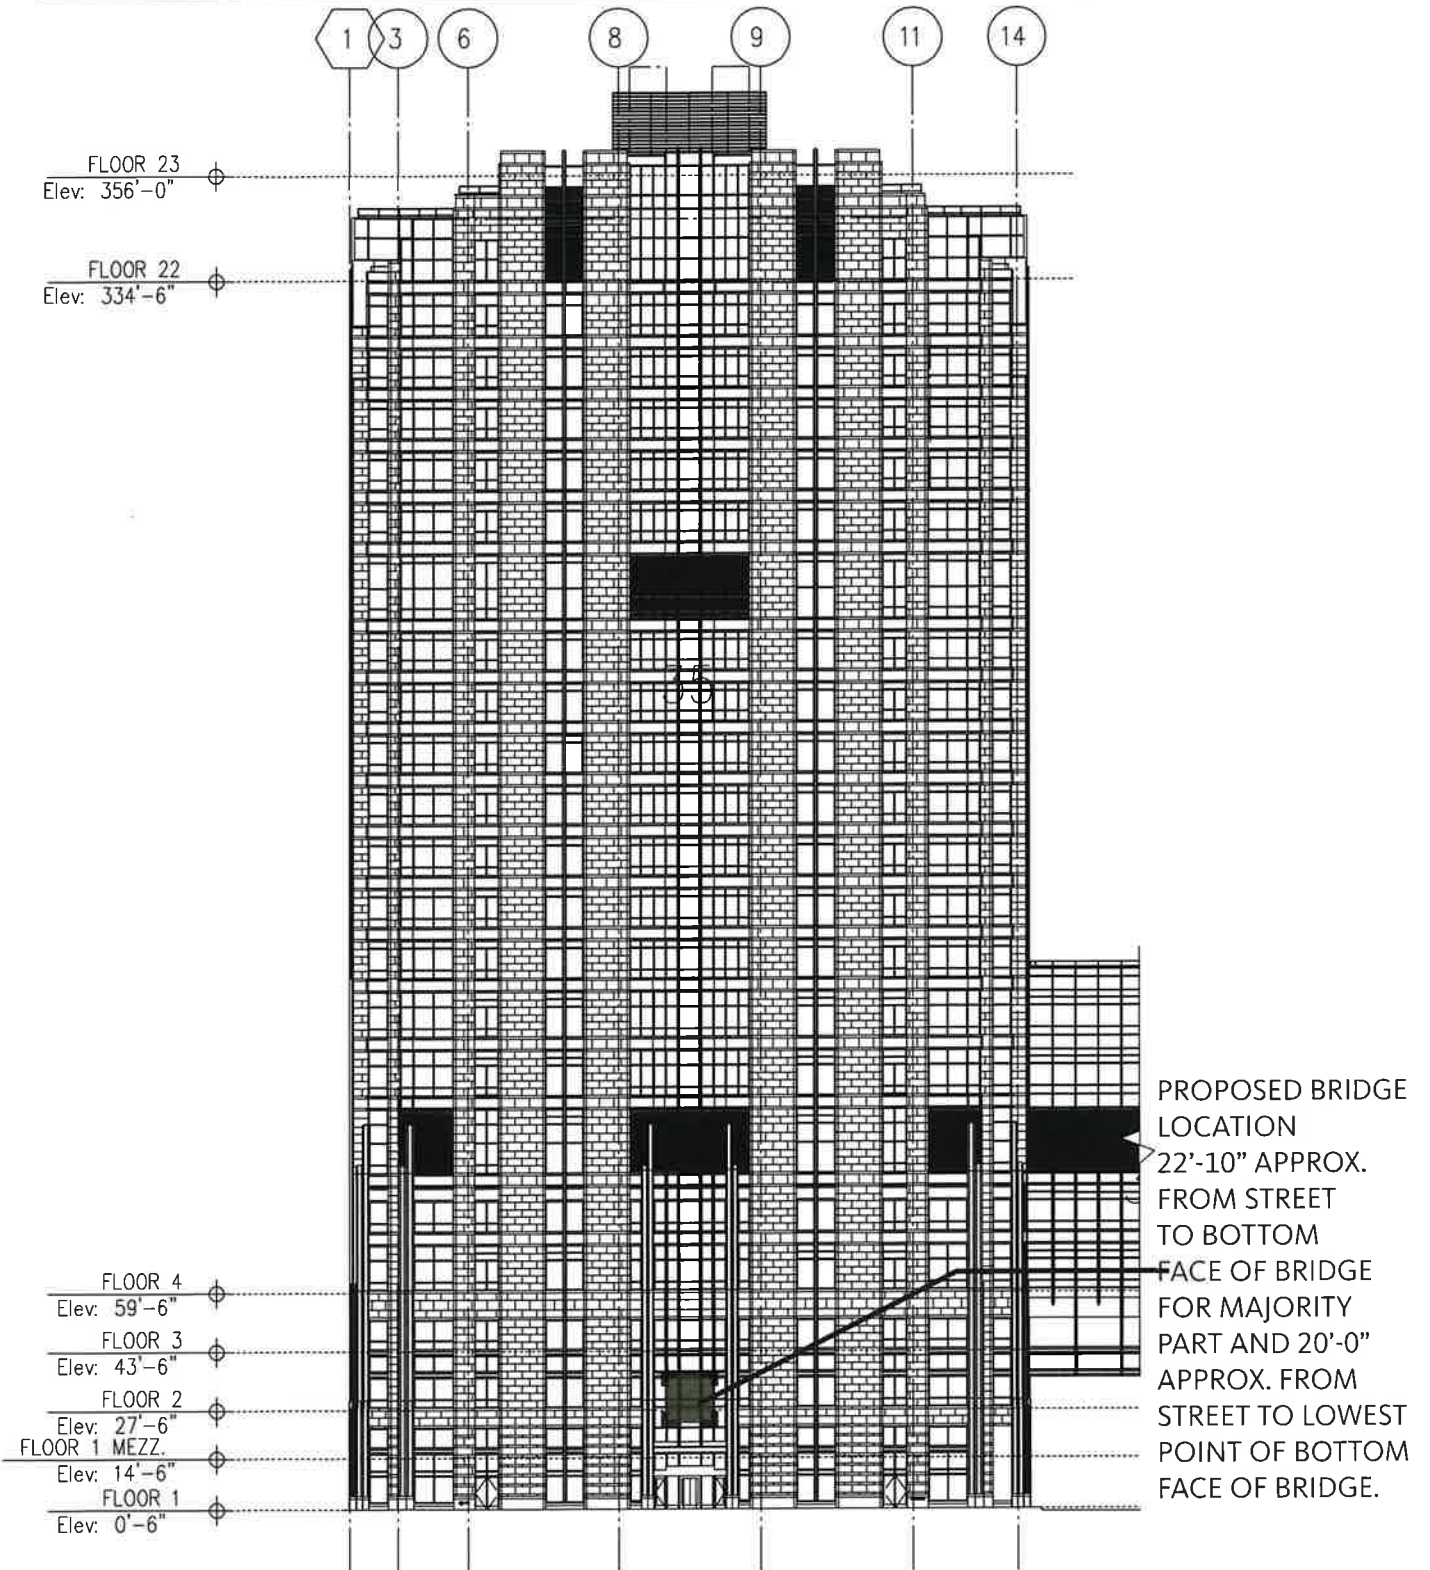 1 3 6 8 9 11 14
FLOOR 23
Elev: 356'-0"
FLOOR 22
Elev: 334'-6"
35
PROPOSED BRIDGE
LOCATION
22'-10" APPROX.
FROM STREET
TO BOTTOM
FACE OF BRIDGE
FOR MAJORITY
PART AND 20'-0"
APPROX. FROM
STREET TO LOWEST
POINT OF BOTTOM
FACE OF BRIDGE.
FLOOR 4
Elev: 59'-6"
FLOOR 3
Elev: 43'-6"
FLOOR 2
Elev: 27'-6"
FLOOR 1 MEZZ.
Elev: 14'-6"
FLOOR 1
Elev: 0'-6"